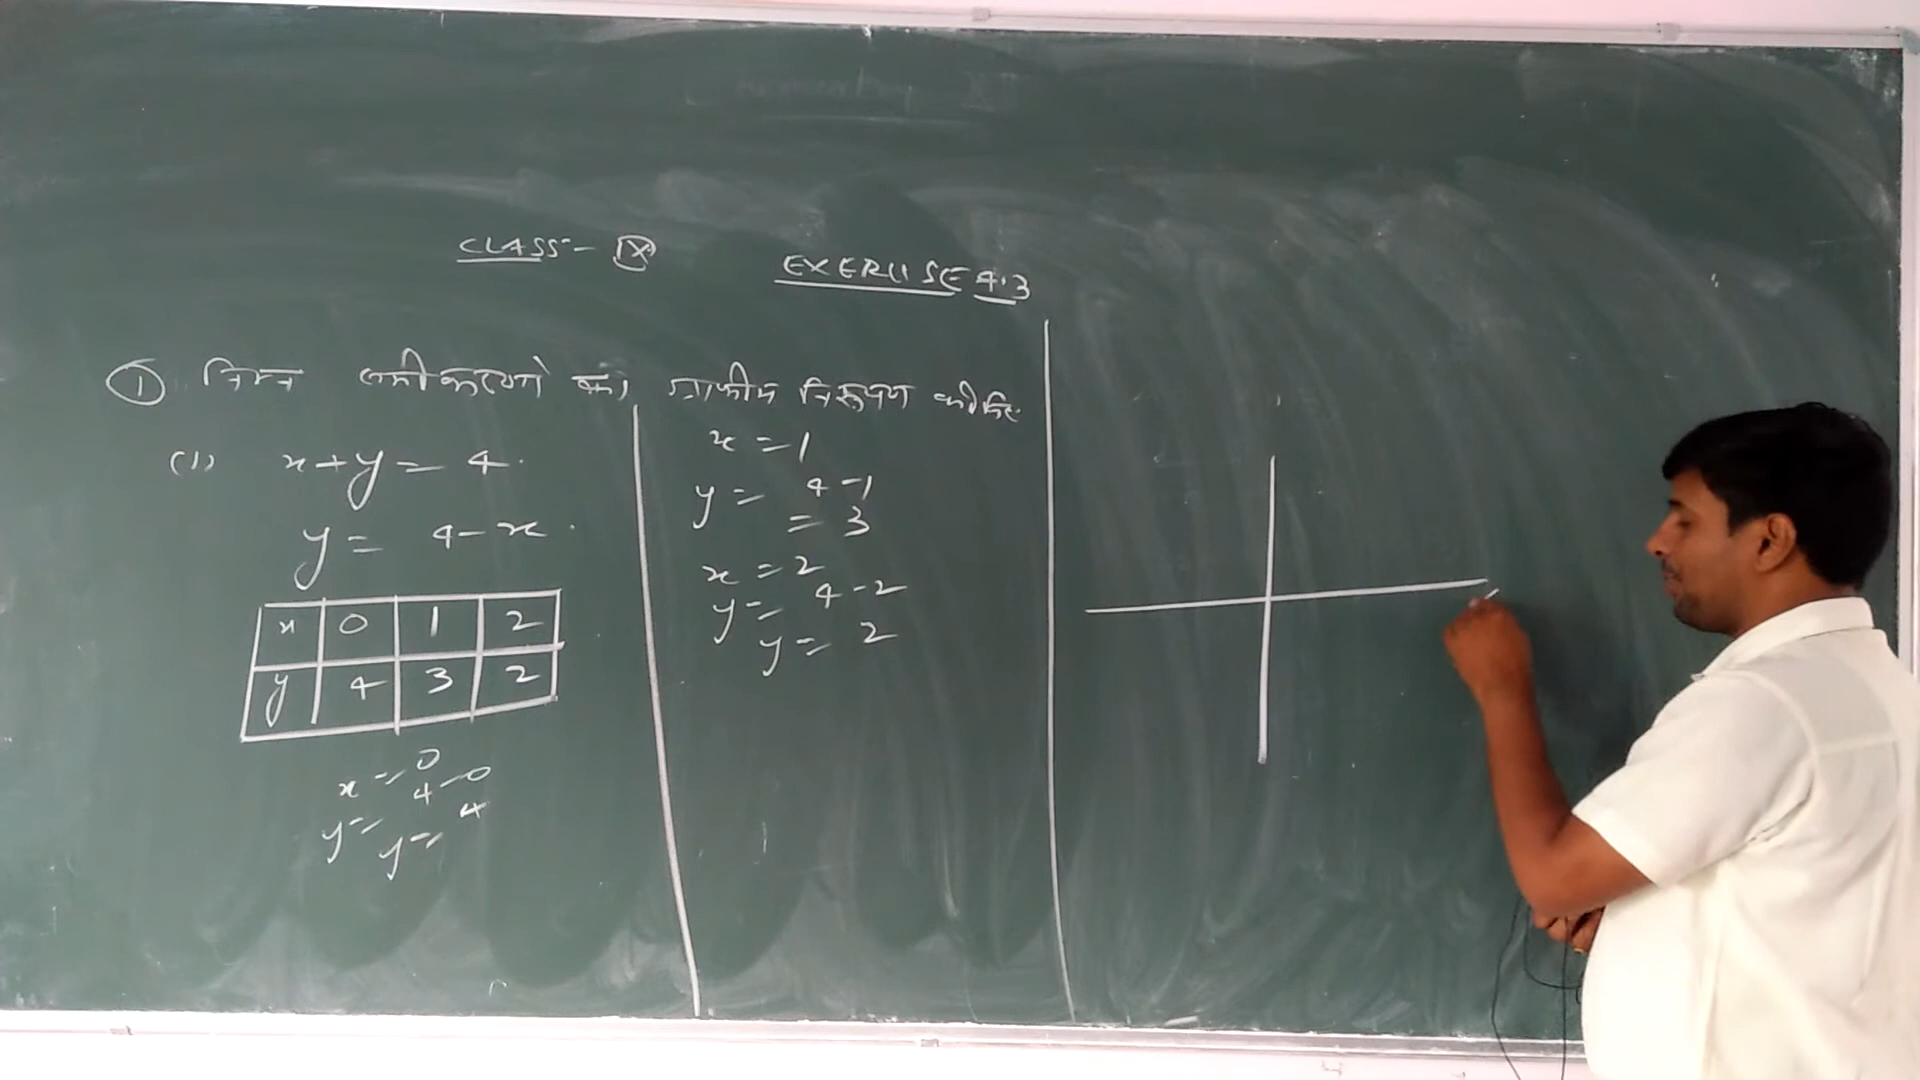 CLASS - IX
EXERCISE 4.3
① निम्न समीकरणों का ग्राफीय निरूपण कीजिए
(1) x+y = 4.
y = 4-x.
x 0 1 2
y 4 3 2
x = 0
y = 4-0
y = 4
x = 1
y = 4-1
= 3
x = 2
y = 4-2
y = 2